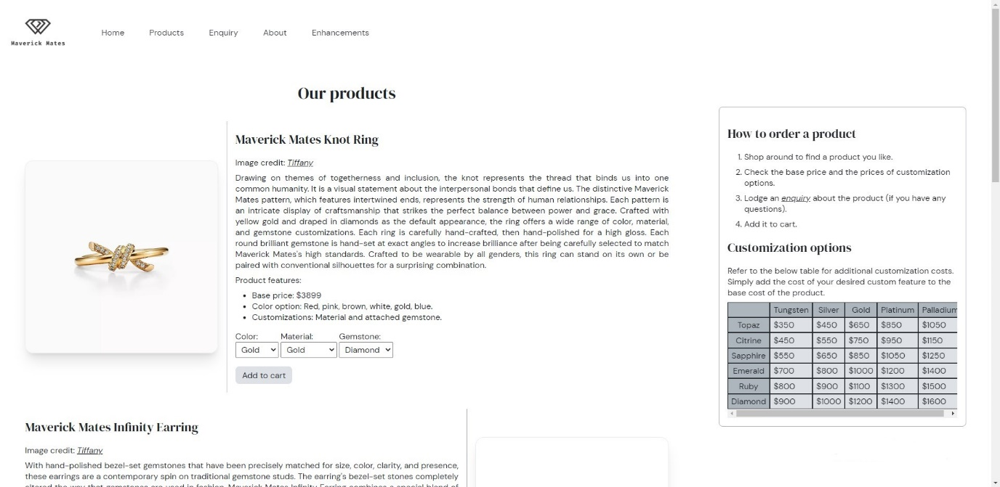 Maverick Mates
Home Products Enquiry About Enhancements
Our products
Maverick Mates Knot Ring
Image credit: Tiffany
Drawing on themes of togetherness and inclusion, the knot represents the thread that binds us into one
common humanity. It is a visual statement about the interpersonal bonds that define us. The distinctive Maverick
Mates pattern, which features intertwined ends, represents the strength of human relationships. Each pattern is
an intricate display of craftsmanship that strikes the perfect balance between power and grace. Crafted with
yellow gold and draped in diamonds as the default appearance, the ring offers a wide range of color, material,
and gemstone customizations. Each ring is carefully hand-crafted, then hand-polished for a high gloss. Each
round brilliant gemstone is hand-set at exact angles to increase brilliance after being carefully selected to match
Maverick Mates's high standards. Crafted to be wearable by all genders, this ring can stand on its own or be
paired with conventional silhouettes for a surprising combination.
Product features:
• Base price: $3899
• Color option: Red, pink, brown, white, gold, blue.
• Customizations: Material and attached gemstone.
Color: Material: Gemstone:
Gold Gold Diamond
Add to cart
Maverick Mates Infinity Earring
Image credit: Tiffany
With hand-polished bezel-set gemstones that have been precisely matched for size, color, clarity, and presence,
these earrings are a contemporary spin on traditional gemstone studs. The earring's bezel-set stones completely
altered the way that gemstones are used in fashion. Maverick Mates Infinity Earring combines a special blend of
How to order a product
1. Shop around to find a product you like.
2. Check the base price and the prices of customization
options.
3. Lodge an enquiry about the product (if you have any
questions).
4. Add it to cart.
Customization options
Refer to the below table for additional customization costs.
Simply add the cost of your desired custom feature to the
base cost of the product.
Tungsten Silver Gold Platinum Palladium
Topaz $350 $450 $650 $850 $1050
Citrine $450 $550 $750 $950 $1150
Sapphire $550 $650 $850 $1050 $1250
Emerald $700 $800 $1000 $1200 $1400
Ruby $800 $900 $1100 $1300 $1500
Diamond $900 $1000 $1200 $1400 $1600